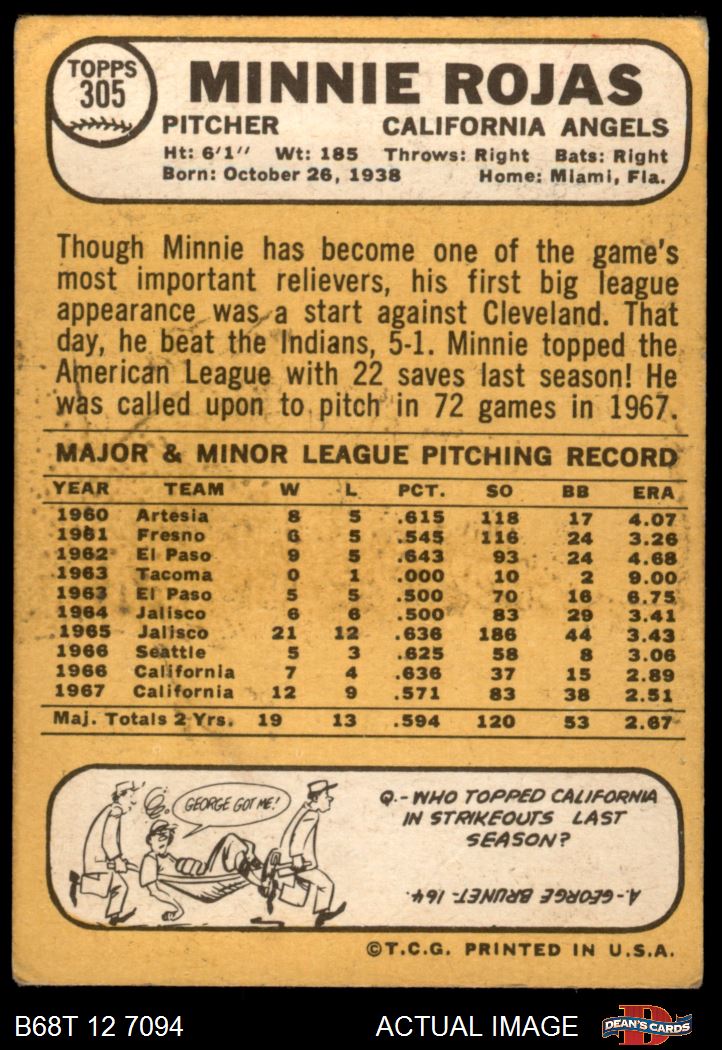 TOPPS
305
MINNIE ROJAS
PITCHER CALIFORNIA ANGELS
Ht: 6'1" Wt: 185 Throws: Right Bats: Right
Born: October 26, 1938 Home: Miami, Fla.
Though Minnie has become one of the game's
most important relievers, his first big league
appearance was a start against Cleveland. That
day, he beat the Indians, 5-1. Minnie topped the
American League with 22 saves last season! He
was called upon to pitch in 72 games in 1967.
MAJOR & MINOR LEAGUE PITCHING RECORD
YEAR TEAM W L PCT. SO BB ERA
1960 Artesia 8 5 .615 118 17 4.07
1961 Fresno 6 5 .545 116 24 3.26
1962 El Paso 9 5 .643 93 24 4.68
1963 Tacoma 0 1 .000 10 2 9.00
1963 El Paso 5 5 .500 70 16 6.75
1964 Jalisco 6 6 .500 83 29 3.41
1965 Jalisco 21 12 .636 186 44 3.43
1966 Seattle 5 3 .625 58 8 3.06
1966 California 7 4 .636 37 15 2.89
1967 California 12 9 .571 83 38 2.51
Maj. Totals 2 Yrs. 19 13 .594 120 53 2.67
GEORGE GOT ME!
Q.-WHO TOPPED CALIFORNIA
IN STRIKEOUTS LAST
SEASON?
A.-GEORGE BRUNET-164.
©T.C.G. PRINTED IN U.S.A.
B68T 12 7094 ACTUAL IMAGE DEAN'S CARDS